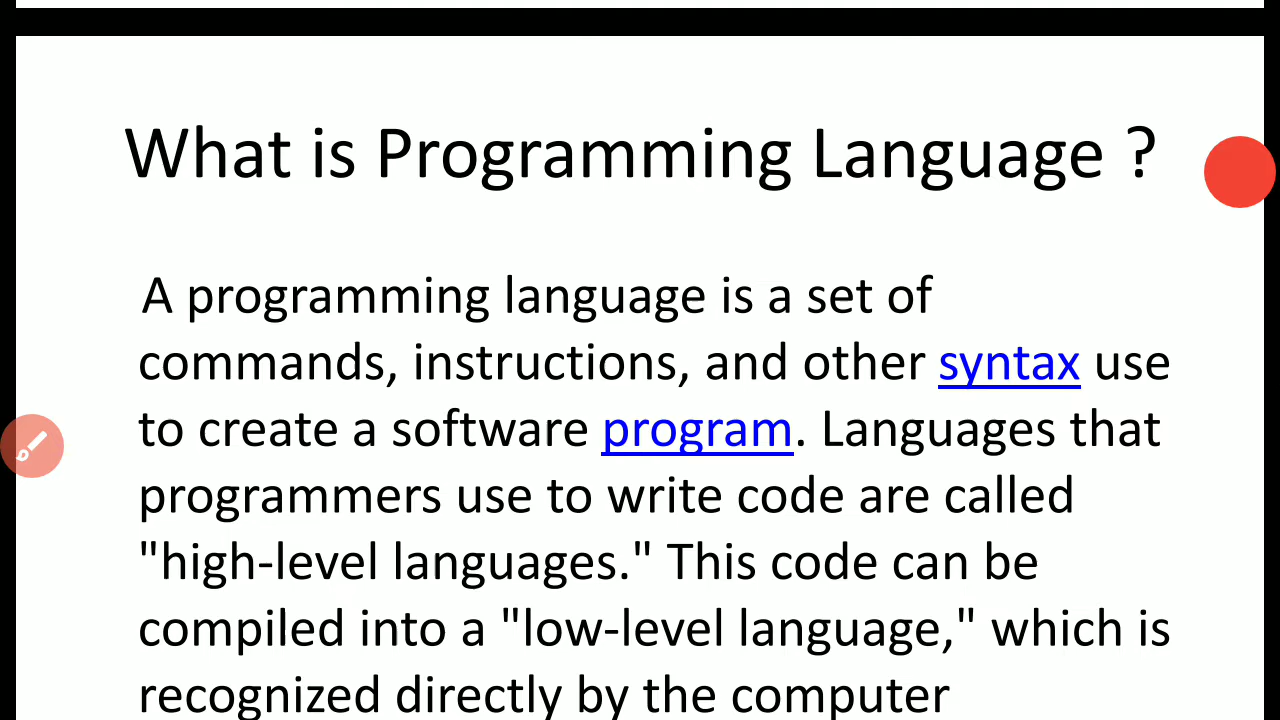 What is Programming Language ?
A programming language is a set of
commands, instructions, and other syntax use
to create a software program. Languages that
programmers use to write code are called
"high-level languages." This code can be
compiled into a "low-level language," which is
recognized directly by the computer